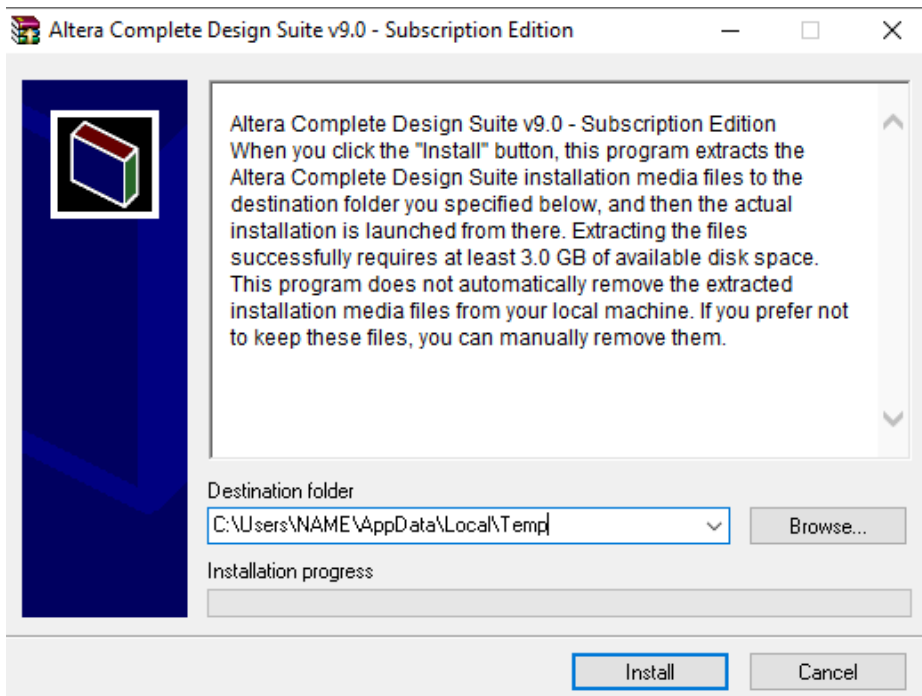 Altera Complete Design Suite v9.0 - Subscription Edition
Altera Complete Design Suite v9.0 - Subscription Edition
When you click the "Install" button, this program extracts the
Altera Complete Design Suite installation media files to the
destination folder you specified below, and then the actual
installation is launched from there. Extracting the files
successfully requires at least 3.0 GB of available disk space.
This program does not automatically remove the extracted
installation media files from your local machine. If you prefer not
to keep these files, you can manually remove them.
Destination folder
C:\Users\NAME\AppData\Local\Temp
Browse...
Installation progress
Install
Cancel